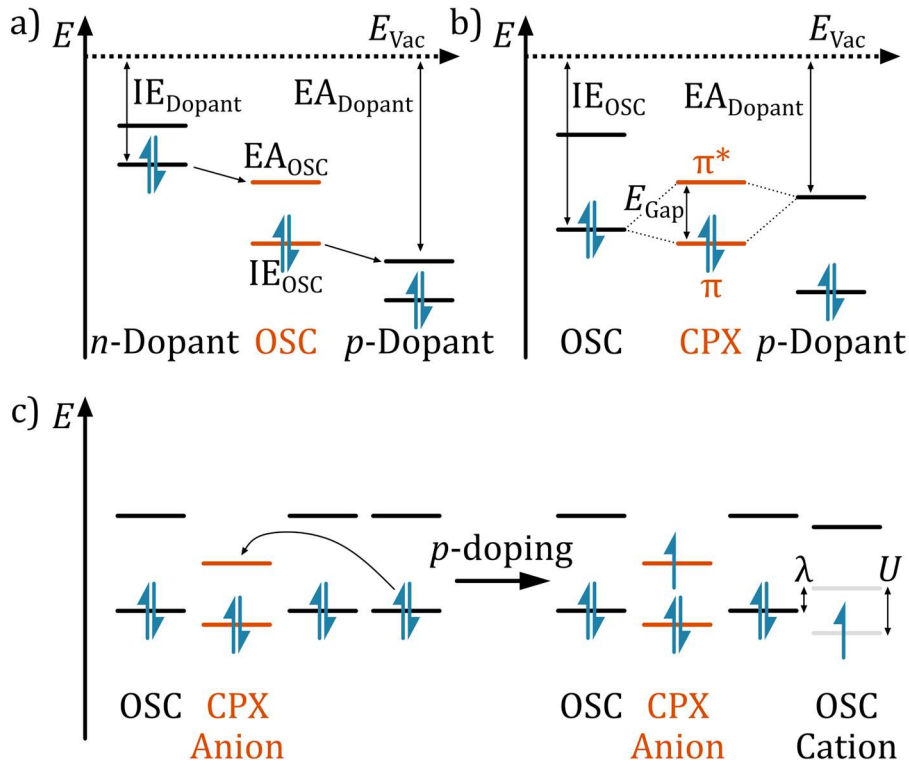 a)
E
E_Vac
IE_Dopant
EA_Dopant
EA_OSC
IE_OSC
n-Dopant
OSC
p-Dopant
b)
E
E_Vac
IE_OSC
EA_Dopant
π*
E_Gap
π
OSC
CPX
p-Dopant
c)
E
p-doping
λ
U
OSC
CPX
Anion
OSC
CPX
Anion
OSC
Cation